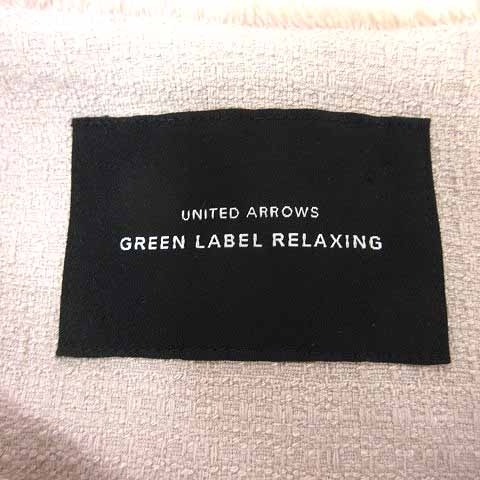 UNITED ARROWS
GREEN LABEL RELAXING